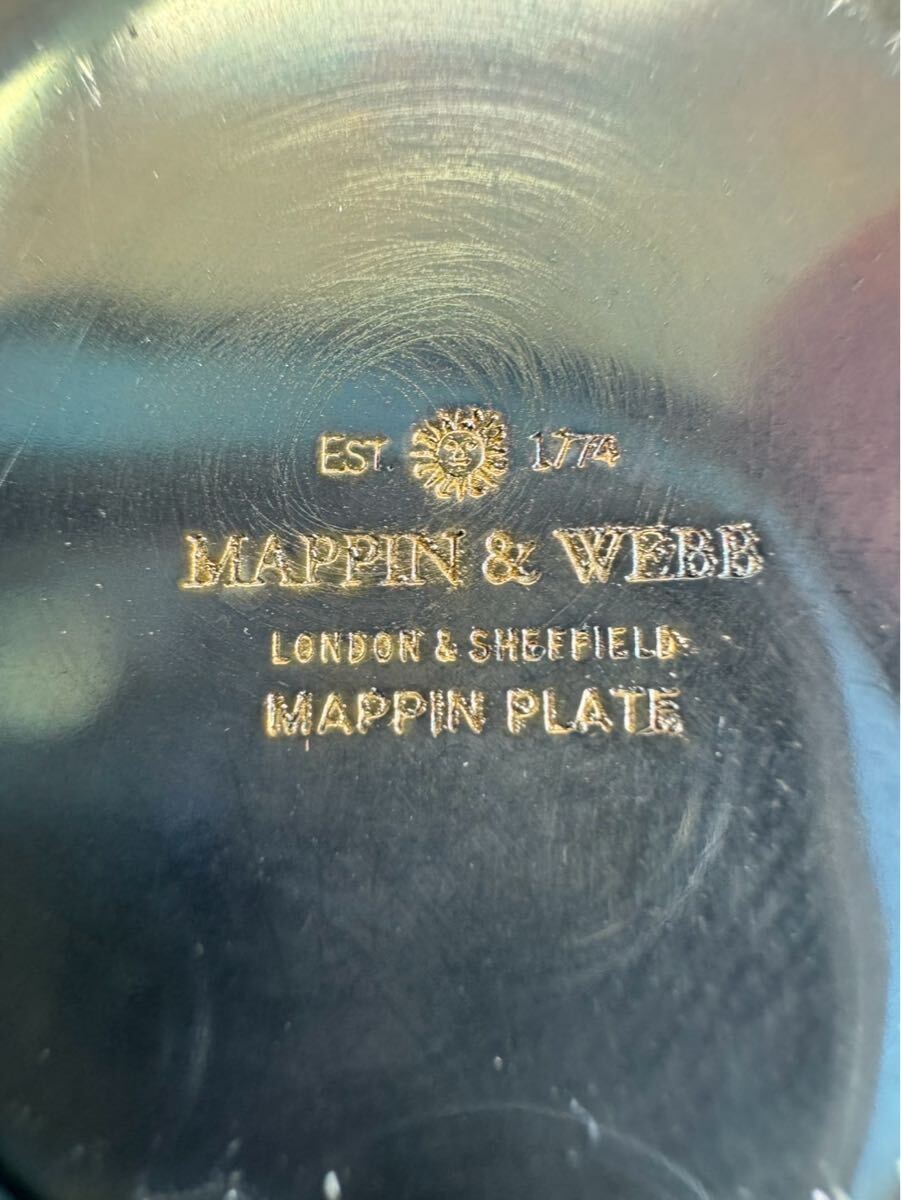 EST. 1774
MAPPIN & WEBB
LONDON & SHEFFIELD
MAPPIN PLATE